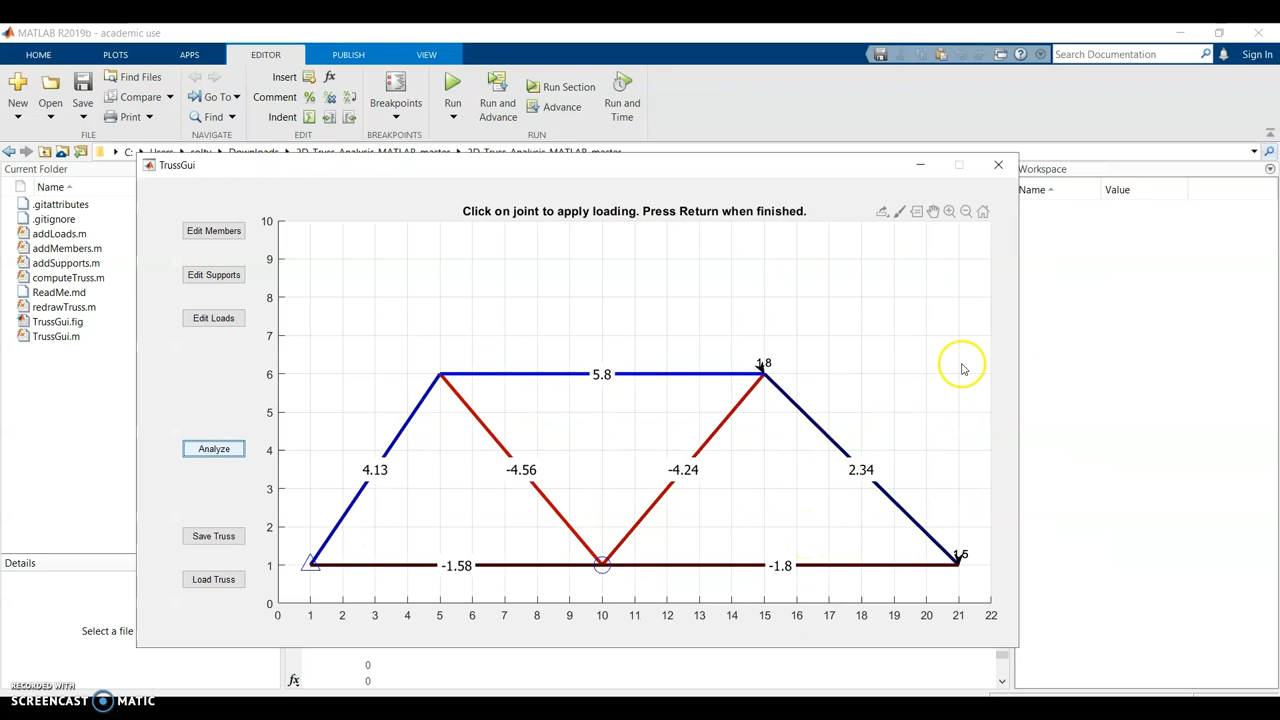 MATLAB R2019b - academic use
HOME PLOTS APPS EDITOR PUBLISH VIEW Search Documentation Sign In
New Open Save Find Files Compare Print Go To Find Insert Comment Indent Breakpoints Run Run and Advance Run Section Advance Run and Time
FILE NAVIGATE EDIT BREAKPOINTS RUN
C: Users solty Downloads 2D_Truss_Analysis_MATLAB_master 2D_Truss_Analysis_MATLAB_master
Current Folder
Name
.gitattributes
.gitignore
addLoads.m
addMembers.m
addSupports.m
computeTruss.m
ReadMe.md
redrawTruss.m
TrussGui.fig
TrussGui.m
Details
Select a file
TrussGui
Click on joint to apply loading. Press Return when finished.
Edit Members
Edit Supports
Edit Loads
Analyze
Save Truss
Load Truss
10
9
8
7
6
5
4
3
2
1
0
1.8
5.8
4.13 -4.56 -4.24 2.34
1.5
-1.58 -1.8
0 1 2 3 4 5 6 7 8 9 10 11 12 13 14 15 16 17 18 19 20 21 22
Workspace
Name Value
0
fx 0
RECORDED WITH
SCREENCAST MATIC